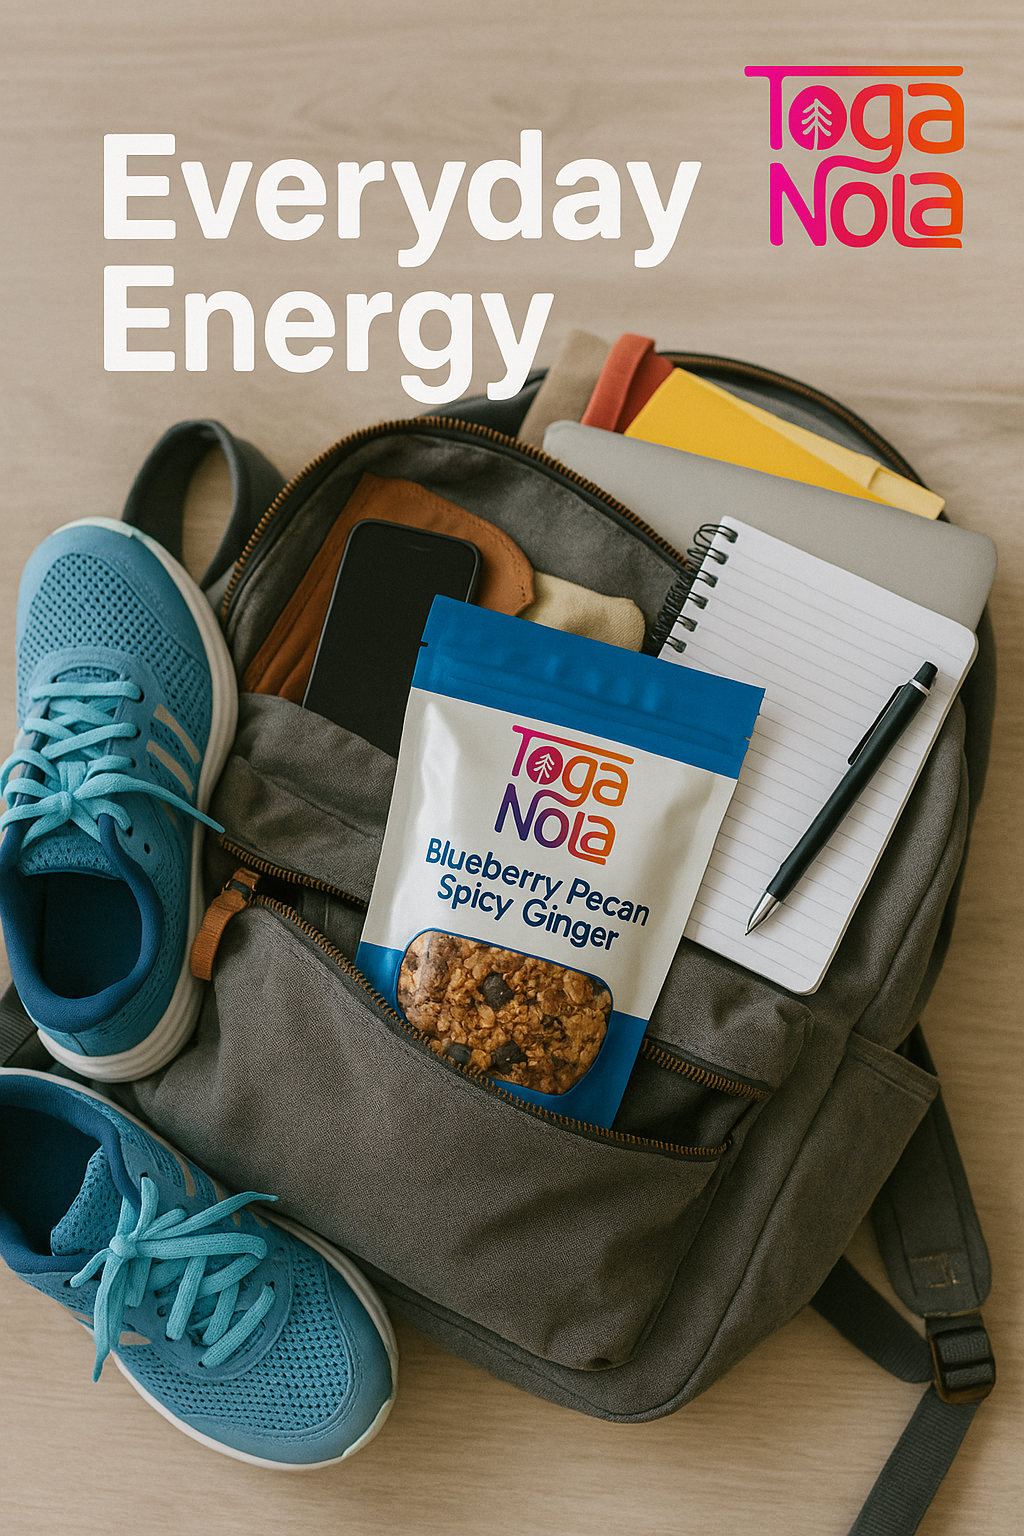 Everyday
Energy
Toga
Nola
Toga
Nola
Blueberry Pecan
Spicy Ginger